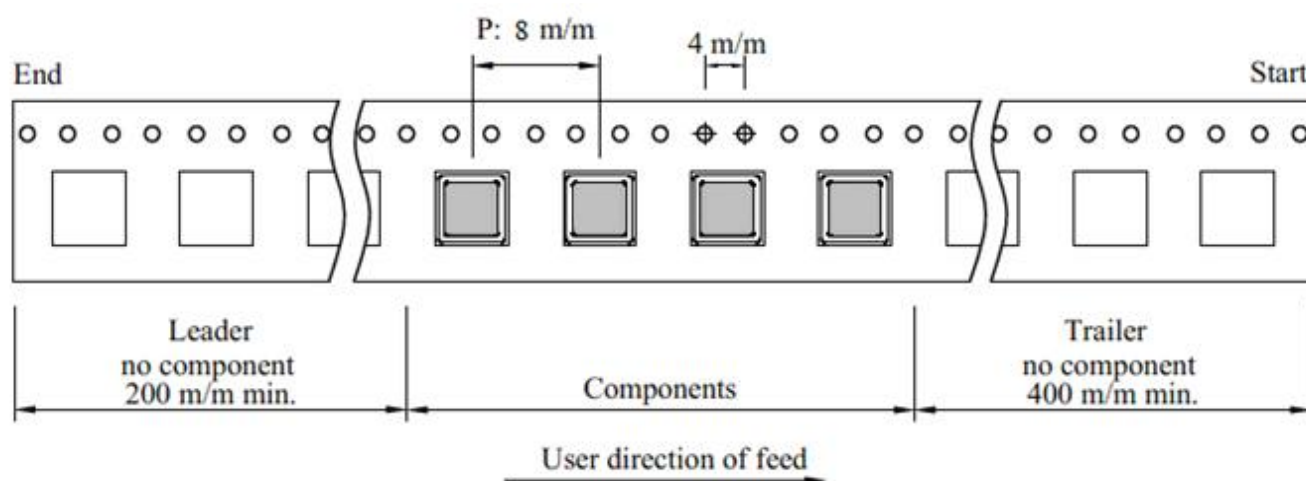 P: 8 m/m
4 m/m
End
Start
Leader
no component
200 m/m min.
Components
Trailer
no component
400 m/m min.
User direction of feed